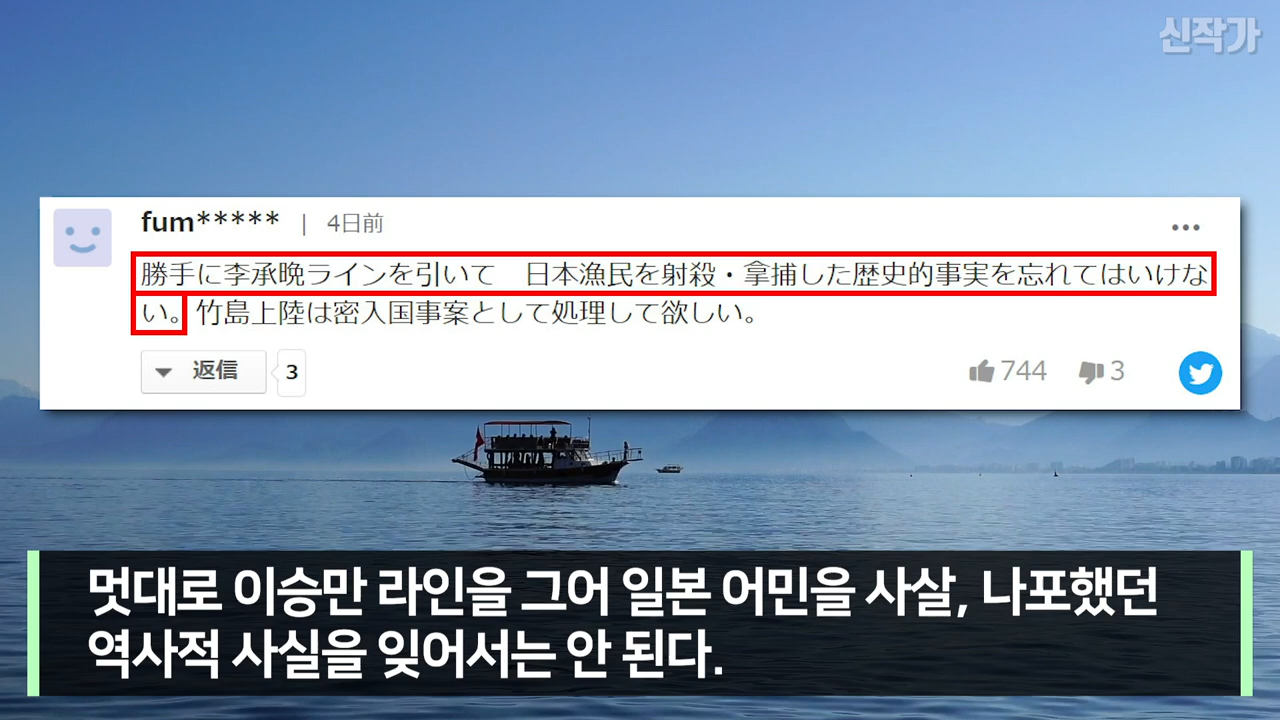 신작가
fum***** | 4日前
勝手に李承晩ラインを引いて　日本漁民を射殺・拿捕した歴史的事実を忘れてはいけな
い。竹島上陸は密入国事案として処理して欲しい。
返信 3 744 3
멋대로 이승만 라인을 그어 일본 어민을 사살, 나포했던
역사적 사실을 잊어서는 안 된다.